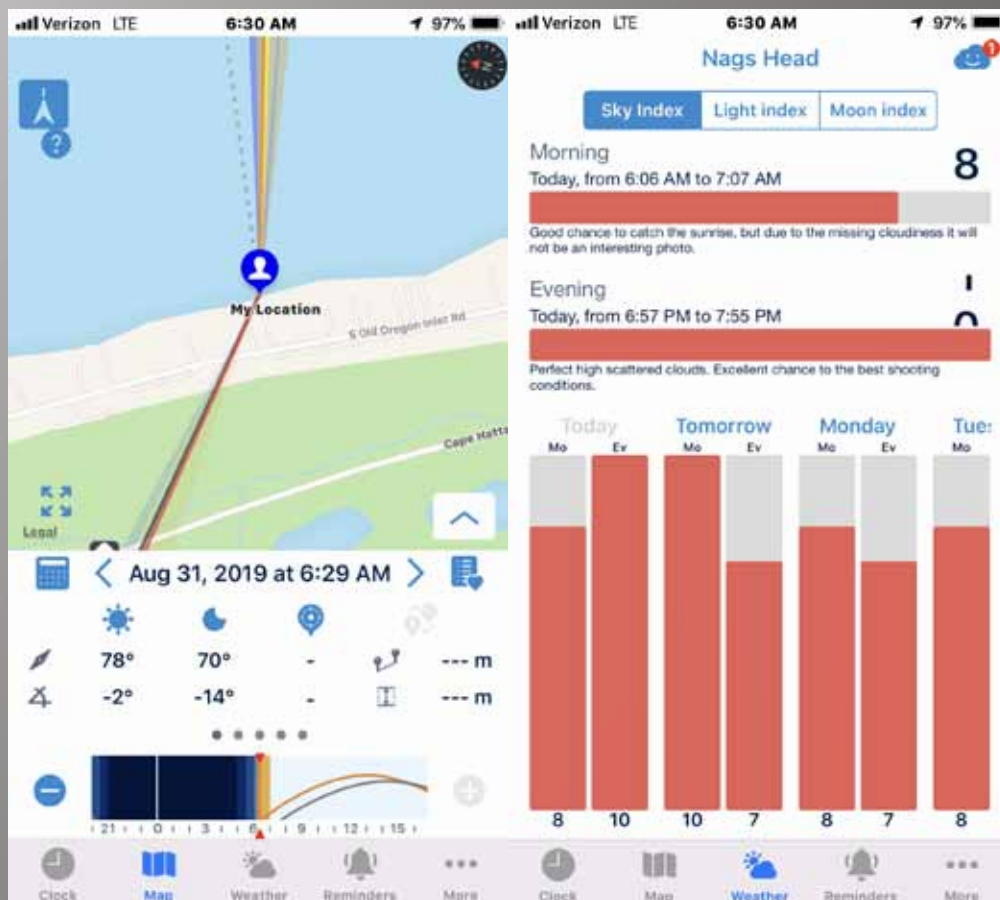 Verizon LTE 6:30 AM 97%
?
N
My Location
S Old Oregon Inlet Rd
Cape Hatta
Legal
Aug 31, 2019 at 6:29 AM
78° 70° - --- m
-2° -14° - --- m
21 0 3 6 9 12 15
Clock Map Weather Reminders More
Verizon LTE 6:30 AM 97%
Nags Head
1
Sky Index Light index Moon index
Morning
8
Today, from 6:06 AM to 7:07 AM
Good chance to catch the sunrise, but due to the missing cloudiness it will
not be an interesting photo.
Evening
Today, from 6:57 PM to 7:55 PM
Perfect high scattered clouds. Excellent chance to the best shooting
conditions.
Today Tomorrow Monday Tues
Mo Ev Mo Ev Mo Ev Mo
8 10 10 7 8 7 8
Clock Map Weather Reminders More